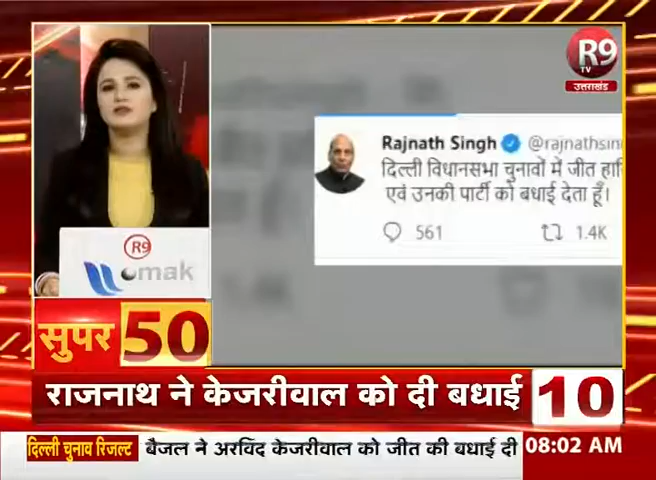 R9
TV
उत्तराखंड
Rajnath Singh @rajnathsin
दिल्ली विधानसभा चुनावों में जीत
एवं उनकी पार्टी को बधाई देता हूँ।
561 1.4K
R9
omak
सुपर 50
राजनाथ ने केजरीवाल को दी बधाई 10
दिल्ली चुनाव रिजल्ट बैजल ने अरविंद केजरीवाल को जीत की बधाई दी 08:02 AM